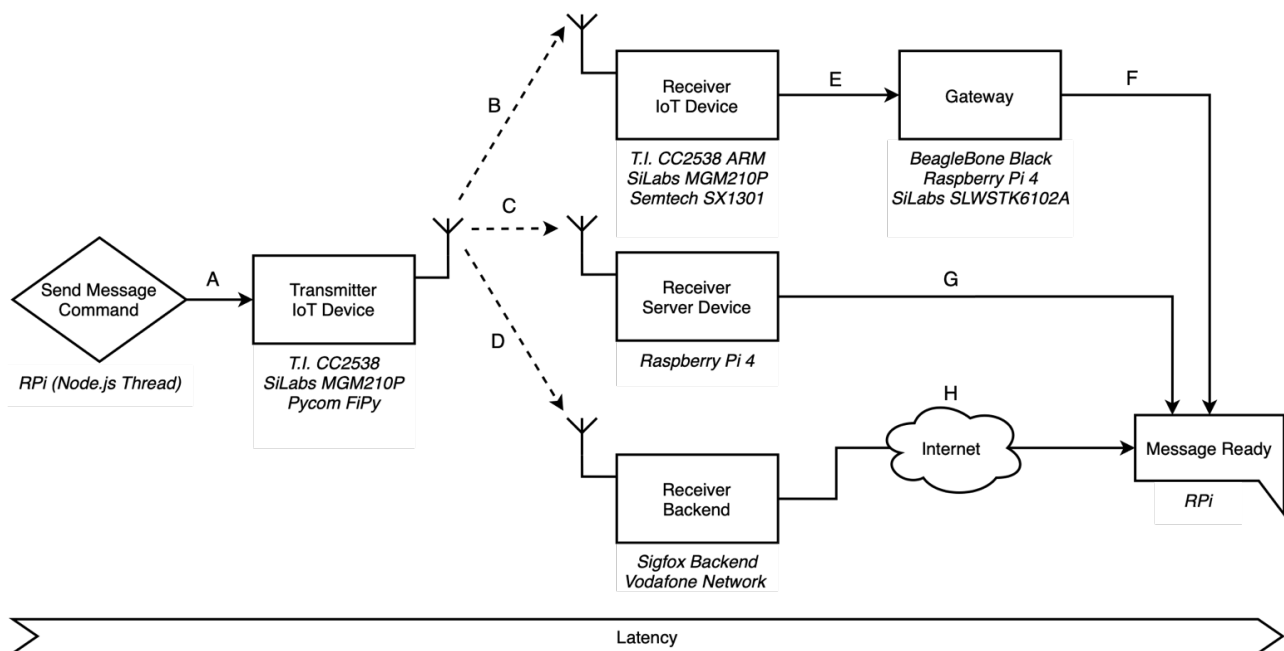 Send Message
Command
RPi (Node.js Thread)
A
Transmitter
IoT Device
T.I. CC2538
SiLabs MGM210P
Pycom FiPy
B
C
D
Receiver
IoT Device
T.I. CC2538 ARM
SiLabs MGM210P
Semtech SX1301
E
Gateway
BeagleBone Black
Raspberry Pi 4
SiLabs SLWSTK6102A
F
Receiver
Server Device
Raspberry Pi 4
G
Receiver
Backend
Sigfox Backend
Vodafone Network
H
Internet
Message Ready
RPi
Latency